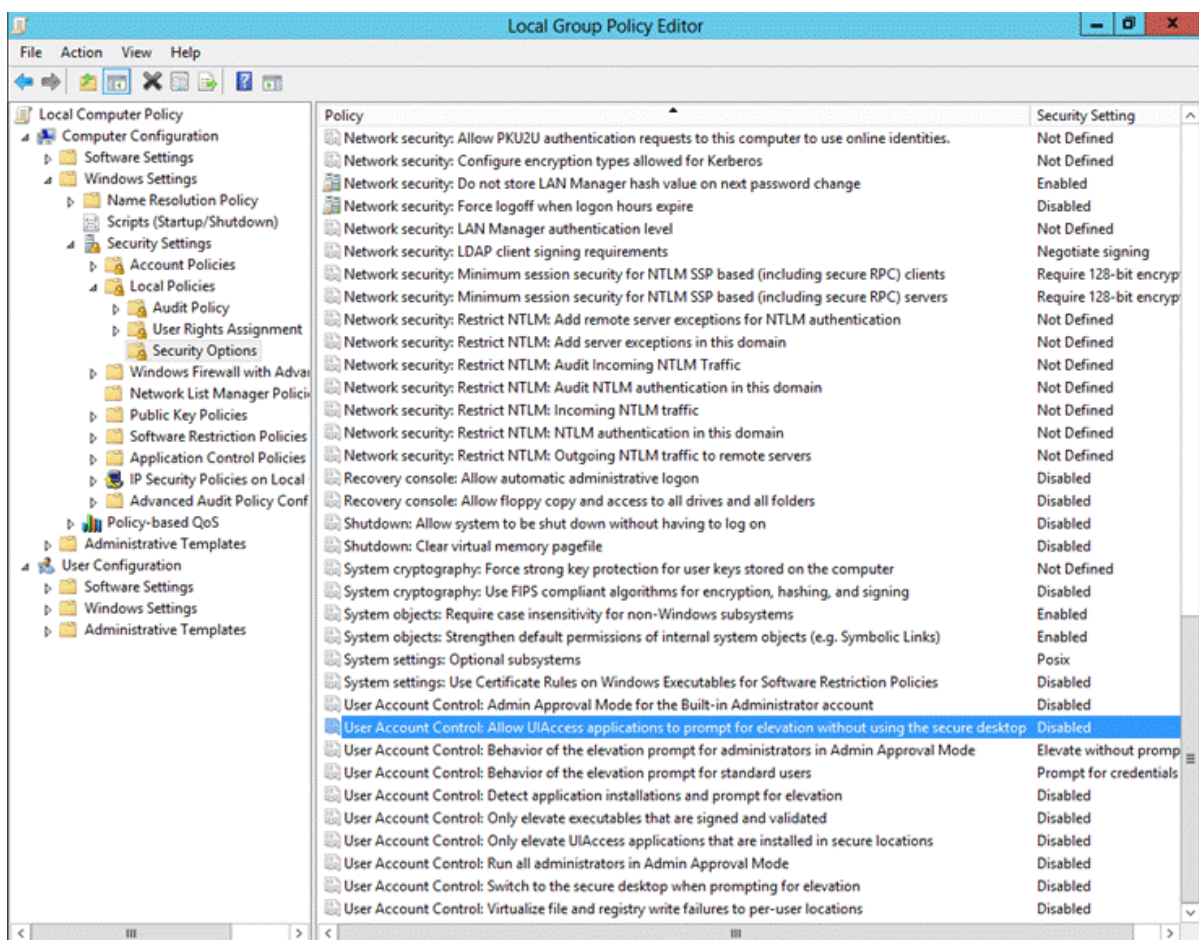 Local Group Policy Editor
File Action View Help
Local Computer Policy
Computer Configuration
Software Settings
Windows Settings
Name Resolution Policy
Scripts (Startup/Shutdown)
Security Settings
Account Policies
Local Policies
Audit Policy
User Rights Assignment
Security Options
Windows Firewall with Advan
Network List Manager Polici
Public Key Policies
Software Restriction Policies
Application Control Policies
IP Security Policies on Local
Advanced Audit Policy Conf
Policy-based QoS
Administrative Templates
User Configuration
Software Settings
Windows Settings
Administrative Templates
Policy Security Setting
Network security: Allow PKU2U authentication requests to this computer to use online identities. Not Defined
Network security: Configure encryption types allowed for Kerberos Not Defined
Network security: Do not store LAN Manager hash value on next password change Enabled
Network security: Force logoff when logon hours expire Disabled
Network security: LAN Manager authentication level Not Defined
Network security: LDAP client signing requirements Negotiate signing
Network security: Minimum session security for NTLM SSP based (including secure RPC) clients Require 128-bit encryp
Network security: Minimum session security for NTLM SSP based (including secure RPC) servers Require 128-bit encryp
Network security: Restrict NTLM: Add remote server exceptions for NTLM authentication Not Defined
Network security: Restrict NTLM: Add server exceptions in this domain Not Defined
Network security: Restrict NTLM: Audit Incoming NTLM Traffic Not Defined
Network security: Restrict NTLM: Audit NTLM authentication in this domain Not Defined
Network security: Restrict NTLM: Incoming NTLM traffic Not Defined
Network security: Restrict NTLM: NTLM authentication in this domain Not Defined
Network security: Restrict NTLM: Outgoing NTLM traffic to remote servers Not Defined
Recovery console: Allow automatic administrative logon Disabled
Recovery console: Allow floppy copy and access to all drives and all folders Disabled
Shutdown: Allow system to be shut down without having to log on Disabled
Shutdown: Clear virtual memory pagefile Disabled
System cryptography: Force strong key protection for user keys stored on the computer Not Defined
System cryptography: Use FIPS compliant algorithms for encryption, hashing, and signing Disabled
System objects: Require case insensitivity for non-Windows subsystems Enabled
System objects: Strengthen default permissions of internal system objects (e.g. Symbolic Links) Enabled
System settings: Optional subsystems Posix
System settings: Use Certificate Rules on Windows Executables for Software Restriction Policies Disabled
User Account Control: Admin Approval Mode for the Built-in Administrator account Disabled
User Account Control: Allow UIAccess applications to prompt for elevation without using the secure desktop Disabled
User Account Control: Behavior of the elevation prompt for administrators in Admin Approval Mode Elevate without promp
User Account Control: Behavior of the elevation prompt for standard users Prompt for credentials
User Account Control: Detect application installations and prompt for elevation Disabled
User Account Control: Only elevate executables that are signed and validated Disabled
User Account Control: Only elevate UIAccess applications that are installed in secure locations Disabled
User Account Control: Run all administrators in Admin Approval Mode Disabled
User Account Control: Switch to the secure desktop when prompting for elevation Disabled
User Account Control: Virtualize file and registry write failures to per-user locations Disabled